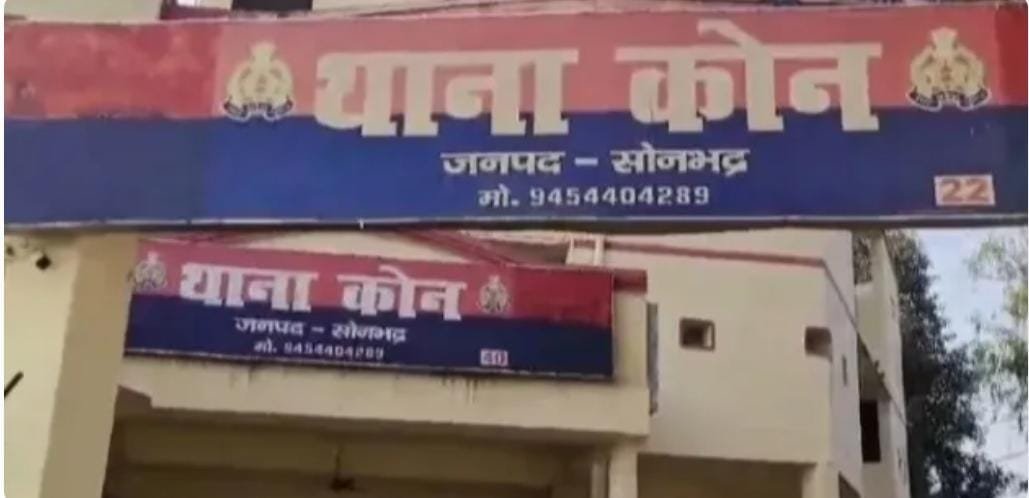 थाना कोन
जनपद - सोनभद्र
मो. 9454404289
22
थाना कोन
जनपद - सोनभद्र
मो. 9454404289
40